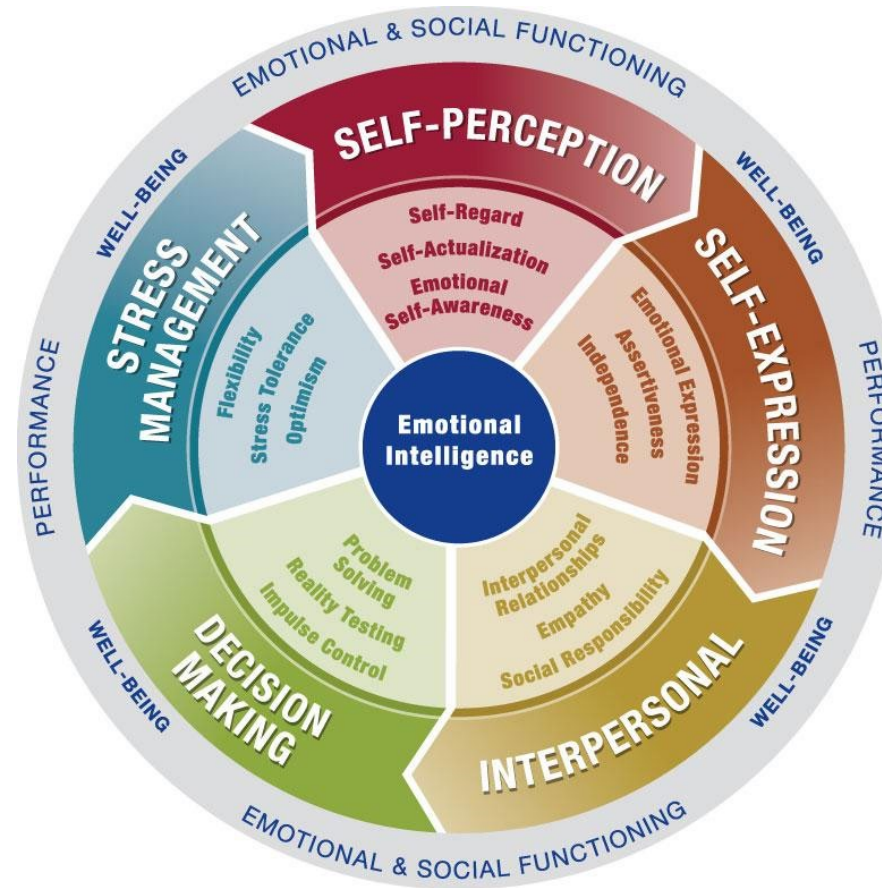 EMOTIONAL & SOCIAL FUNCTIONING
WELL-BEING
WELL-BEING
PERFORMANCE
PERFORMANCE
WELL-BEING
WELL-BEING
EMOTIONAL & SOCIAL FUNCTIONING
SELF-PERCEPTION
Self-Regard
Self-Actualization
Emotional
Self-Awareness
SELF-EXPRESSION
Emotional Expression
Assertiveness
Independence
INTERPERSONAL
Interpersonal
Relationships
Empathy
Social Responsibility
DECISION
MAKING
Problem
Solving
Reality Testing
Impulse Control
STRESS
MANAGEMENT
Flexibility
Stress Tolerance
Optimism
Emotional
Intelligence